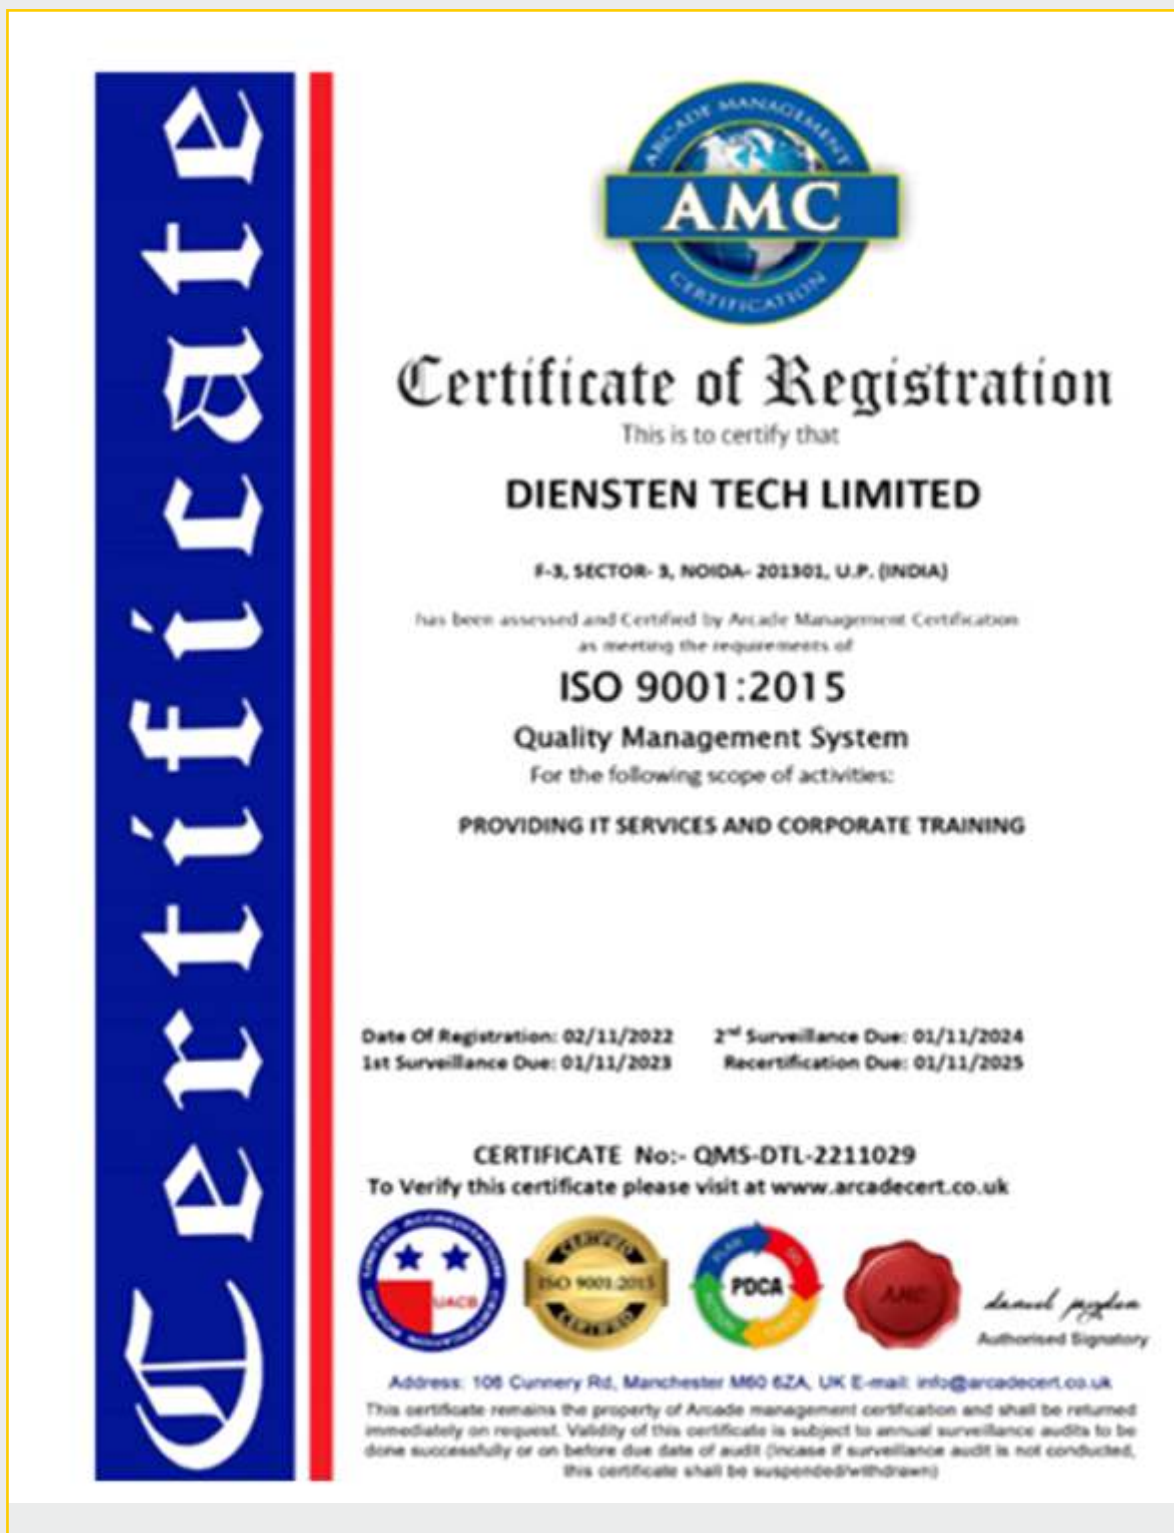 Certificate
ARCADE MANAGEMENT
AMC
CERTIFICATION
Certificate of Registration
This is to certify that
DIENSTEN TECH LIMITED
F-3, SECTOR- 3, NOIDA- 201301, U.P. (INDIA)
has been assessed and Certified by Arcade Management Certification
as meeting the requirements of
ISO 9001:2015
Quality Management System
For the following scope of activities:
PROVIDING IT SERVICES AND CORPORATE TRAINING
Date Of Registration: 02/11/2022 2nd Surveillance Due: 01/11/2024
1st Surveillance Due: 01/11/2023 Recertification Due: 01/11/2025
CERTIFICATE No:- QMS-DTL-2211029
To Verify this certificate please visit at www.arcadecert.co.uk
UNITED ACCREDITATION
UACB
CERTIFIED
ISO 9001:2015
CERTIFIED
PLAN
DO
PDCA
AMC
Authorised Signatory
Address: 108 Cunnery Rd, Manchester M60 6ZA, UK E-mail: info@arcadecert.co.uk
This certificate remains the property of Arcade management certification and shall be returned
immediately on request. Validity of this certificate is subject to annual surveillance audits to be
done successfully or on before due date of audit (Incase if surveillance audit is not conducted,
this certificate shall be suspended/withdrawn)